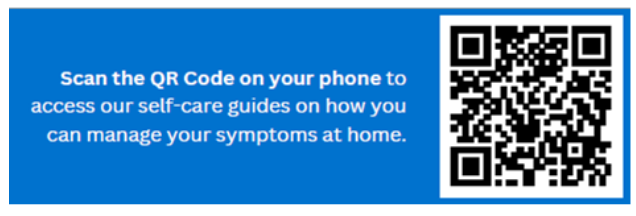 Scan the QR Code on your phone to
access our self-care guides on how you
can manage your symptoms at home.